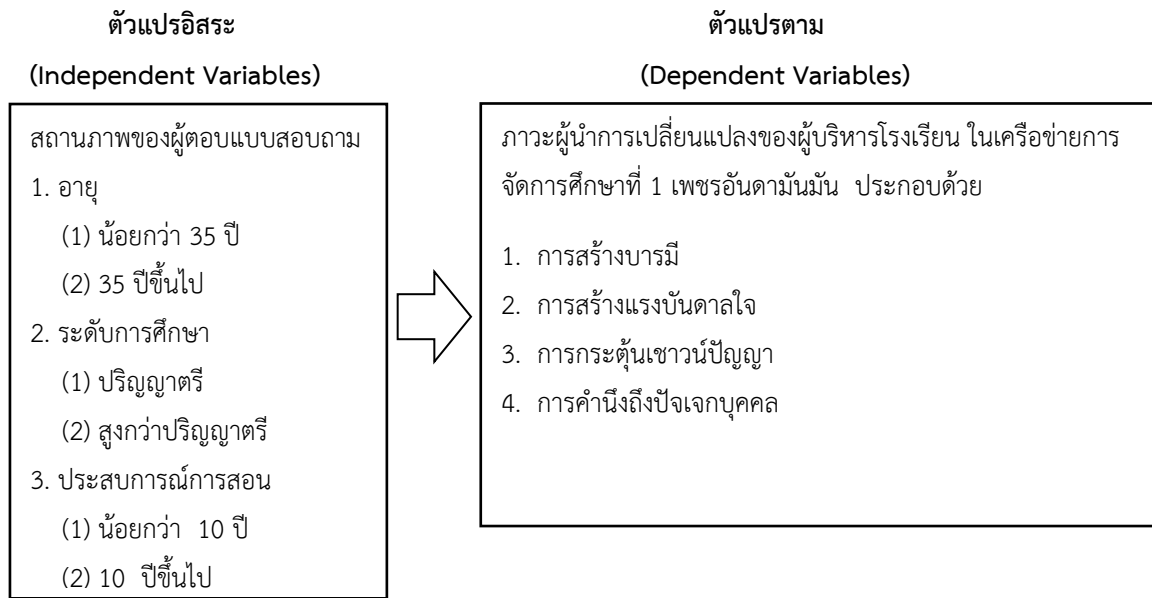 ตัวแปรอิสระ
(Independent Variables)
สถานภาพของผู้ตอบแบบสอบถาม
1. อายุ
(1) น้อยกว่า 35 ปี
(2) 35 ปีขึ้นไป
2. ระดับการศึกษา
(1) ปริญญาตรี
(2) สูงกว่าปริญญาตรี
3. ประสบการณ์การสอน
(1) น้อยกว่า 10 ปี
(2) 10 ปีขึ้นไป
ตัวแปรตาม
(Dependent Variables)
ภาวะผู้นำการเปลี่ยนแปลงของผู้บริหารโรงเรียน ในเครือข่ายการ
จัดการศึกษาที่ 1 เพชรอันดามันมัน ประกอบด้วย
1. การสร้างบารมี
2. การสร้างแรงบันดาลใจ
3. การกระตุ้นเชาวน์ปัญญา
4. การคำนึงถึงปัจเจกบุคคล